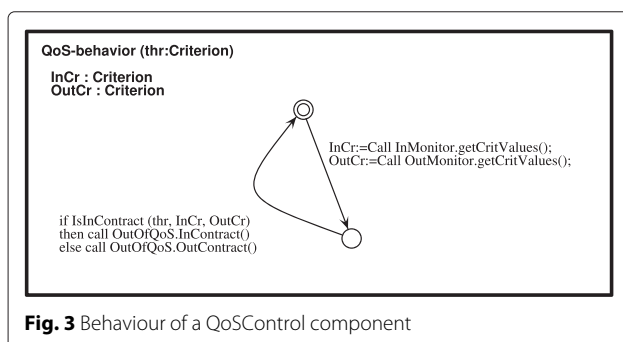 QoS-behavior (thr:Criterion)
InCr : Criterion
OutCr : Criterion
InCr:=Call InMonitor.getCritValues();
OutCr:=Call OutMonitor.getCritValues();
if IsInContract (thr, InCr, OutCr)
then call OutOfQoS.InContract()
else call OutOfQoS.OutContract()
Fig. 3 Behaviour of a QoSControl component